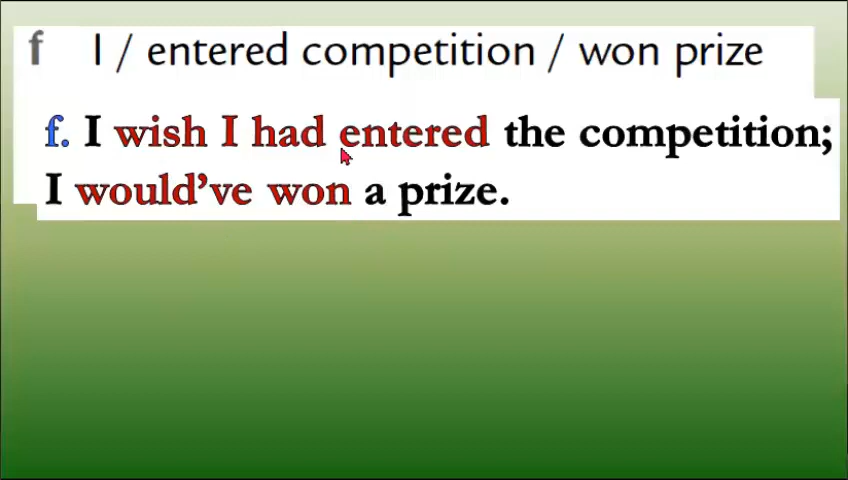 f I / entered competition / won prize
f. I wish I had entered the competition;
I would’ve won a prize.